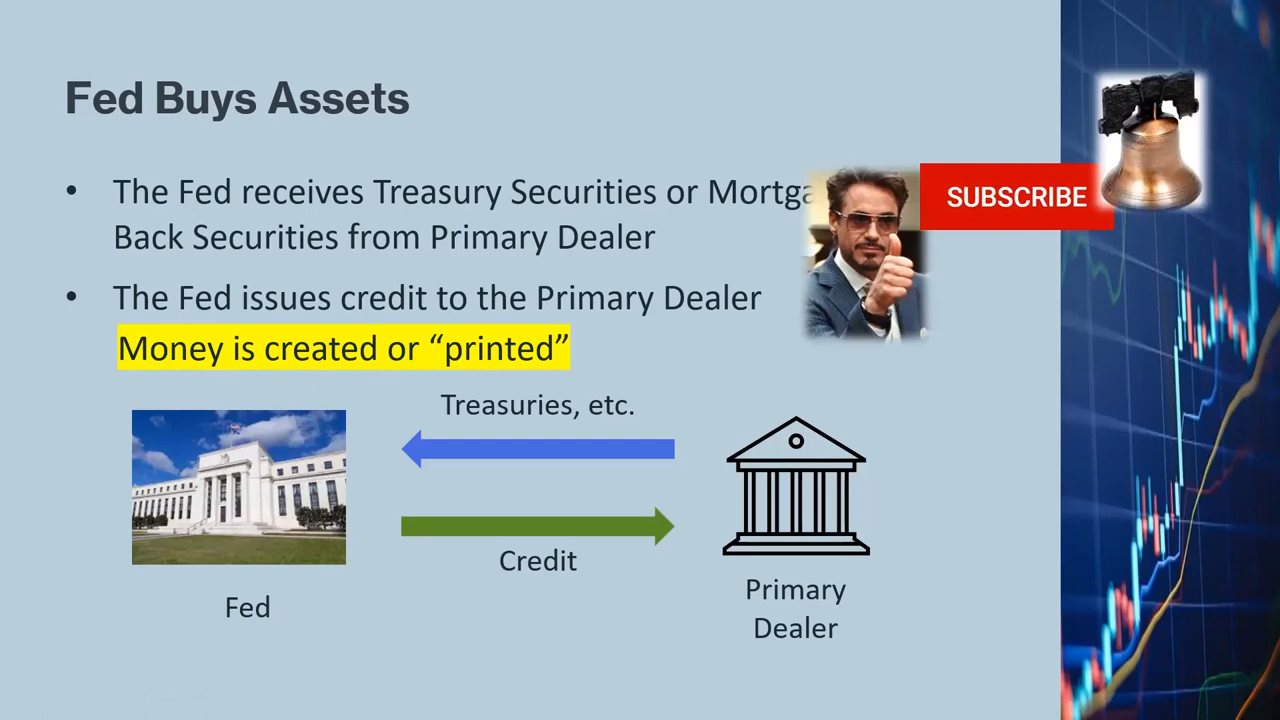 Fed Buys Assets
• The Fed receives Treasury Securities or Mortga
Back Securities from Primary Dealer
• The Fed issues credit to the Primary Dealer
Money is created or “printed”
SUBSCRIBE
Treasuries, etc.
Credit
Fed
Primary
Dealer